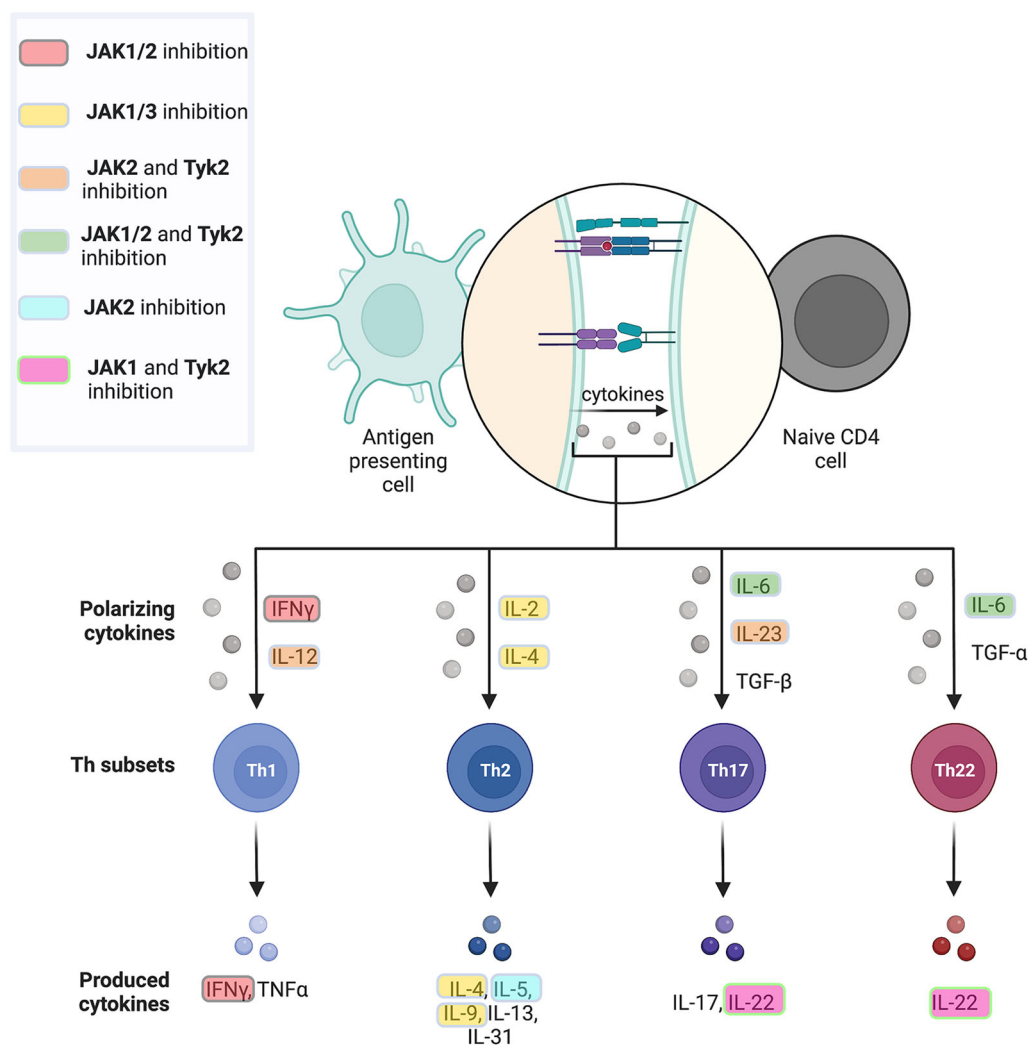 JAK1/2 inhibition
JAK1/3 inhibition
JAK2 and Tyk2
inhibition
JAK1/2 and Tyk2
inhibition
JAK2 inhibition
JAK1 and Tyk2
inhibition
cytokines
Antigen
presenting
cell
Naive CD4
cell
Polarizing
cytokines
IFNγ
IL-12
IL-2
IL-4
IL-6
IL-23
TGF-β
IL-6
TGF-α
Th subsets
Th1
Th2
Th17
Th22
Produced
cytokines
IFNγ, TNFα
IL-4, IL-5,
IL-9, IL-13,
IL-31
IL-17, IL-22
IL-22